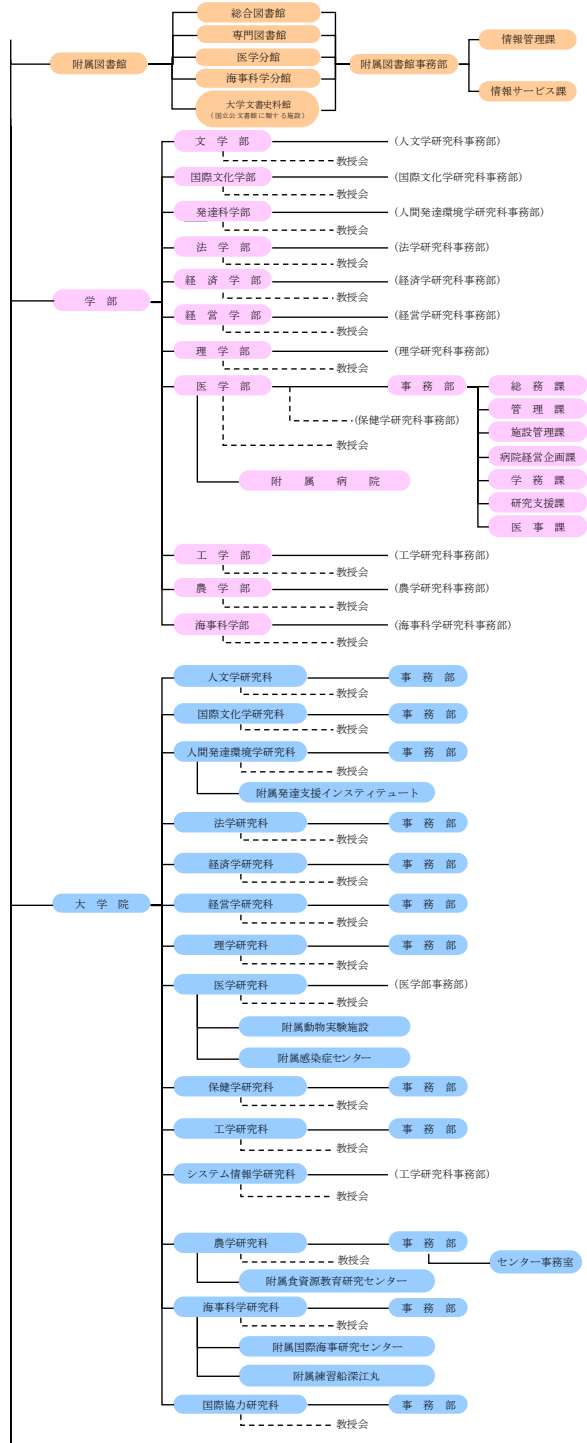 総合図書館
専門図書館
医学分館
海事科学分館
大学文書史料館
（国立公文書館に類する施設）
附属図書館
附属図書館事務部
情報管理課
情報サービス課
学 部
文 学 部
(人文学研究科事務部)
教授会
国際文化学部
(国際文化学研究科事務部)
教授会
発達科学部
(人間発達環境学研究科事務部)
教授会
法 学 部
(法学研究科事務部)
教授会
経 済 学 部
(経済学研究科事務部)
教授会
経 営 学 部
(経営学研究科事務部)
教授会
理 学 部
(理学研究科事務部)
教授会
医 学 部
事 務 部
(保健学研究科事務部)
教授会
附 属 病 院
総 務 課
管 理 課
施設管理課
病院経営企画課
学 務 課
研究支援課
医 事 課
工 学 部
(工学研究科事務部)
教授会
農 学 部
(農学研究科事務部)
教授会
海事科学部
(海事科学研究科事務部)
教授会
大 学 院
人文学研究科
事 務 部
教授会
国際文化学研究科
事 務 部
教授会
人間発達環境学研究科
事 務 部
教授会
附属発達支援インスティテュート
法学研究科
事 務 部
教授会
経済学研究科
事 務 部
教授会
経営学研究科
事 務 部
教授会
理学研究科
事 務 部
教授会
医学研究科
(医学部事務部)
教授会
附属動物実験施設
附属感染症センター
保健学研究科
事 務 部
教授会
工学研究科
事 務 部
教授会
システム情報学研究科
(工学研究科事務部)
教授会
農学研究科
事 務 部
教授会
センター事務室
附属食資源教育研究センター
海事科学研究科
事 務 部
教授会
附属国際海事研究センター
附属練習船深江丸
国際協力研究科
事 務 部
教授会